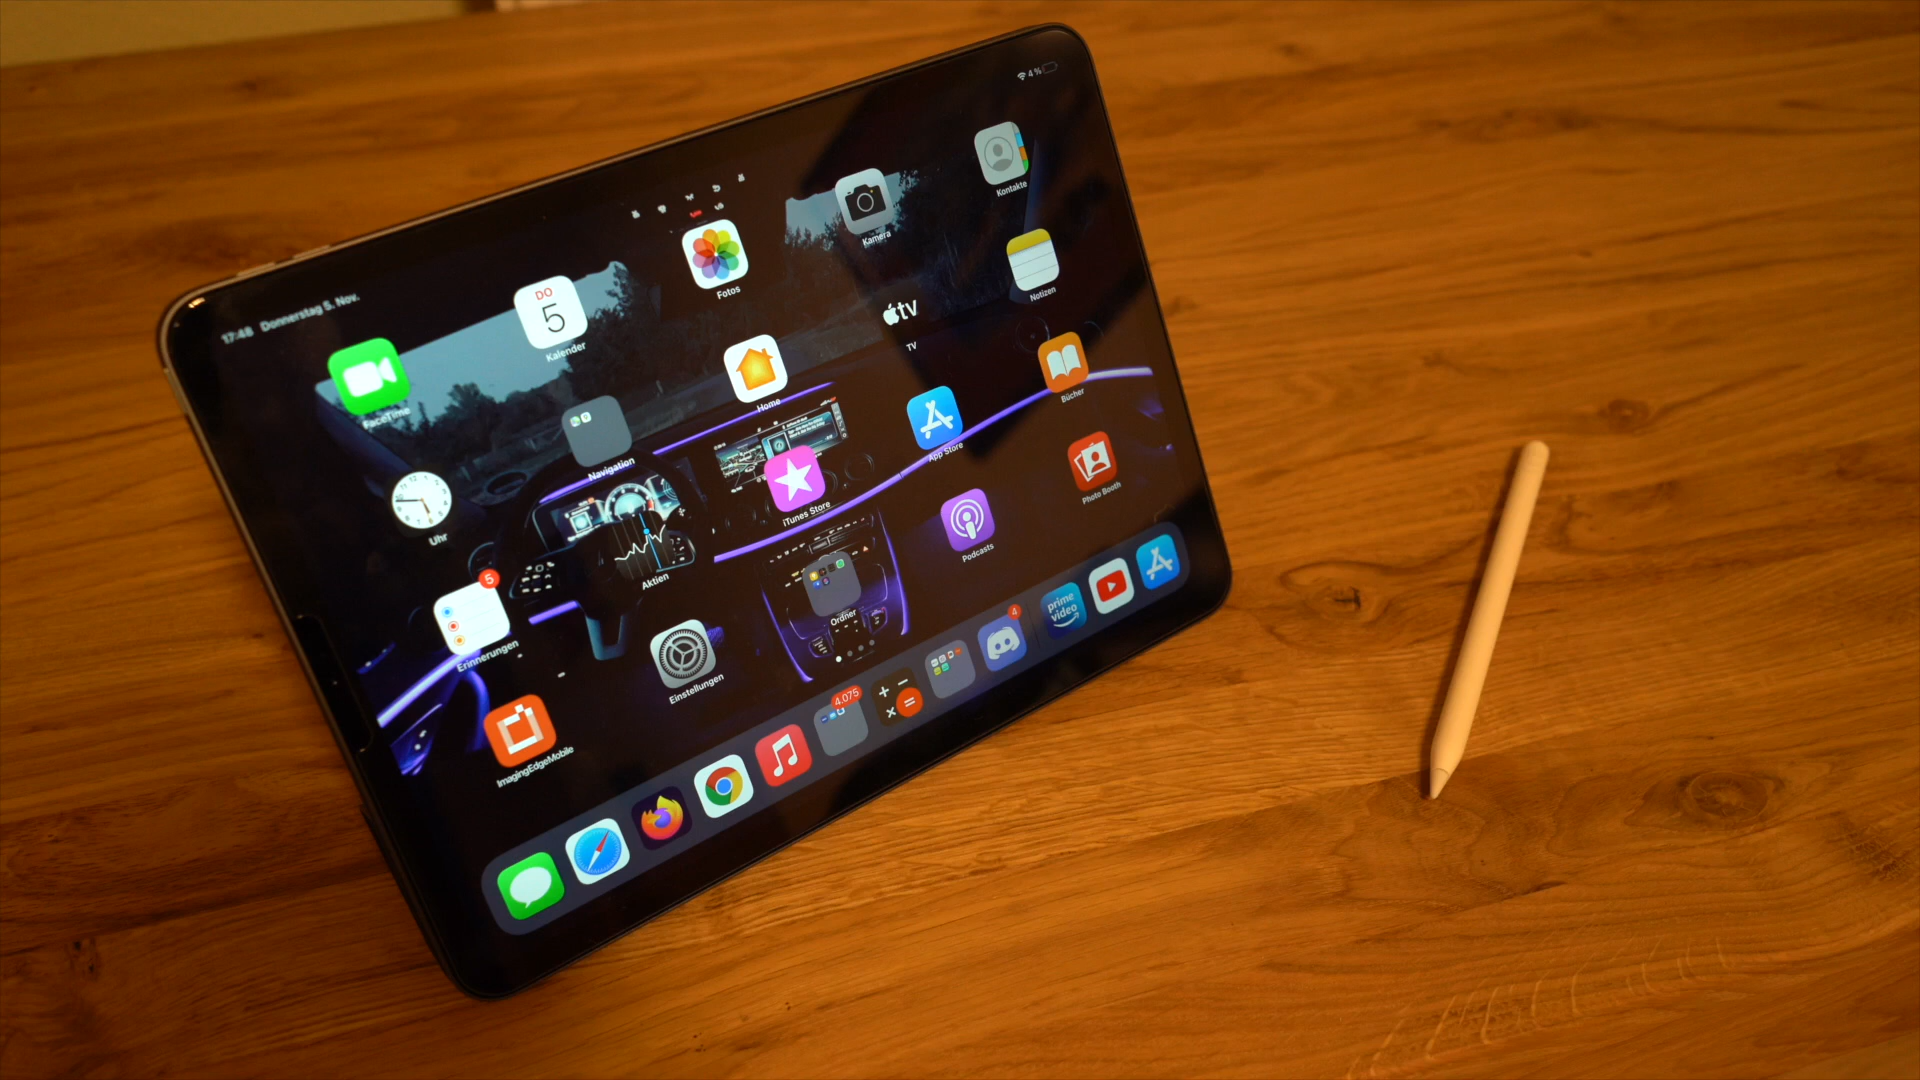 17:48 Donnerstag 5. Nov.
4 %
FaceTime
DO
5
Kalender
Fotos
Kamera
Kontakte
Uhr
Navigation
Home
tv
TV
Notizen
5
Erinnerungen
Aktien
iTunes Store
App Store
Bücher
ImagingEdgeMobile
Einstellungen
Ordner
Podcasts
Photo Booth
4.075
4
prime
video